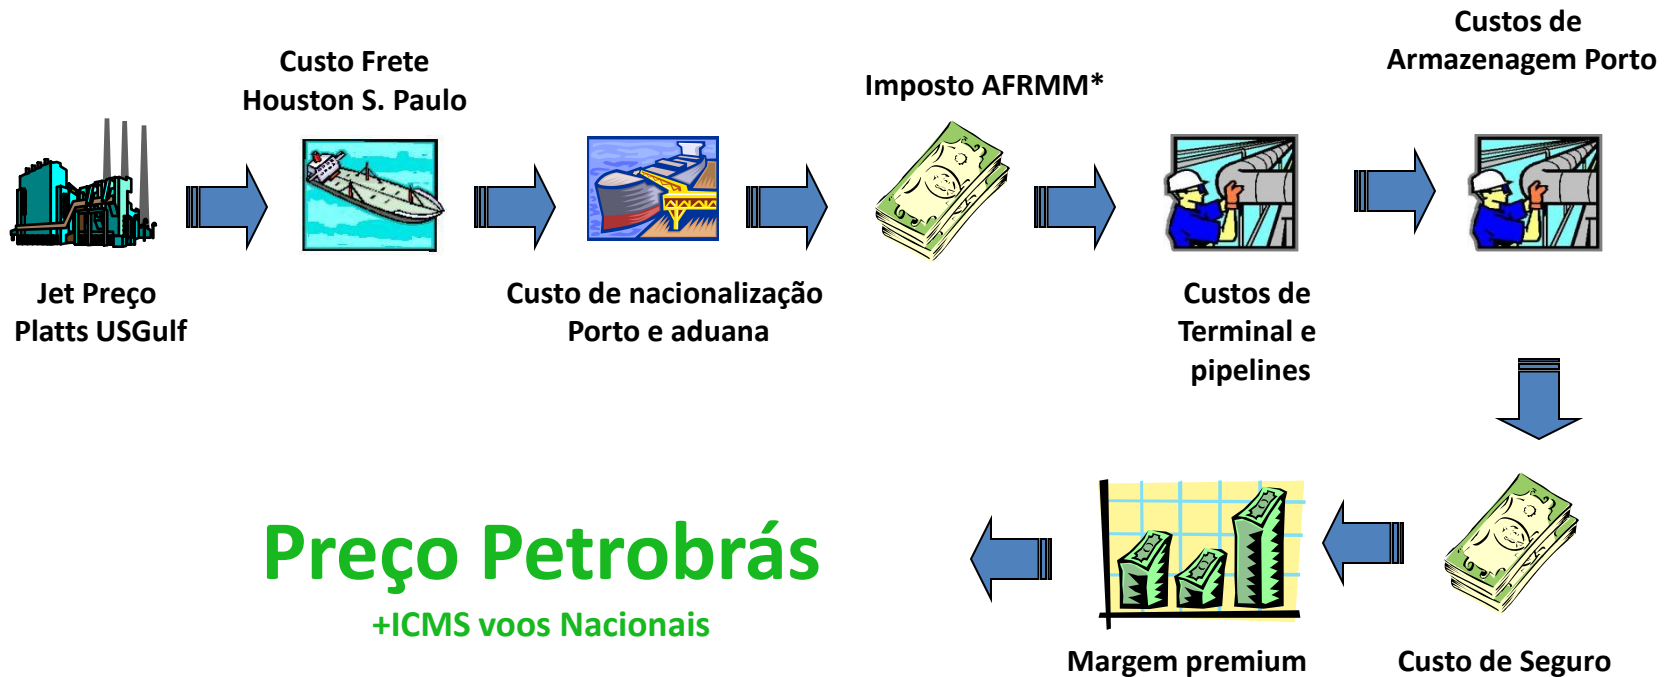 Jet Preço
Platts USGulf
Custo Frete
Houston S. Paulo
Custo de nacionalização
Porto e aduana
Imposto AFRMM*
Custos de
Terminal e
pipelines
Custos de
Armazenagem Porto
Custo de Seguro
Margem premium
Preço Petrobrás
+ICMS voos Nacionais